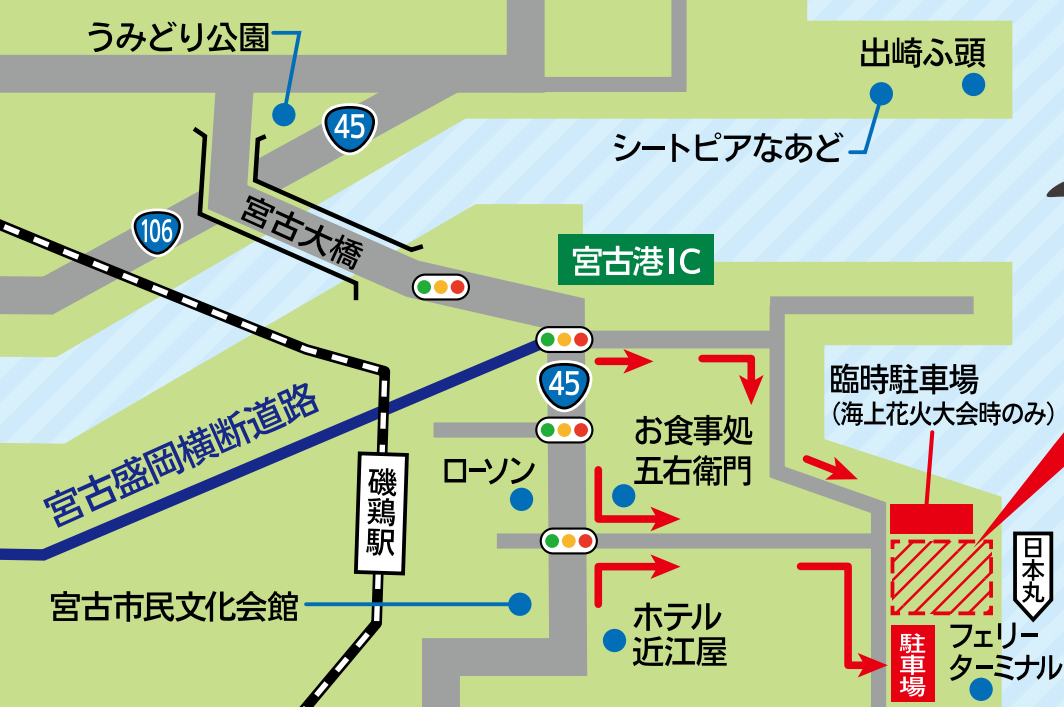 うみどり公園
出崎ふ頭
45
シートピアなあど
106
宮古大橋
宮古港IC
臨時駐車場
（海上花火大会時のみ）
45
宮古盛岡横断道路
お食事処
五右衛門
ローソン
磯鶏駅
日本丸
宮古市民文化会館
ホテル
近江屋
駐車場
フェリー
ターミナル